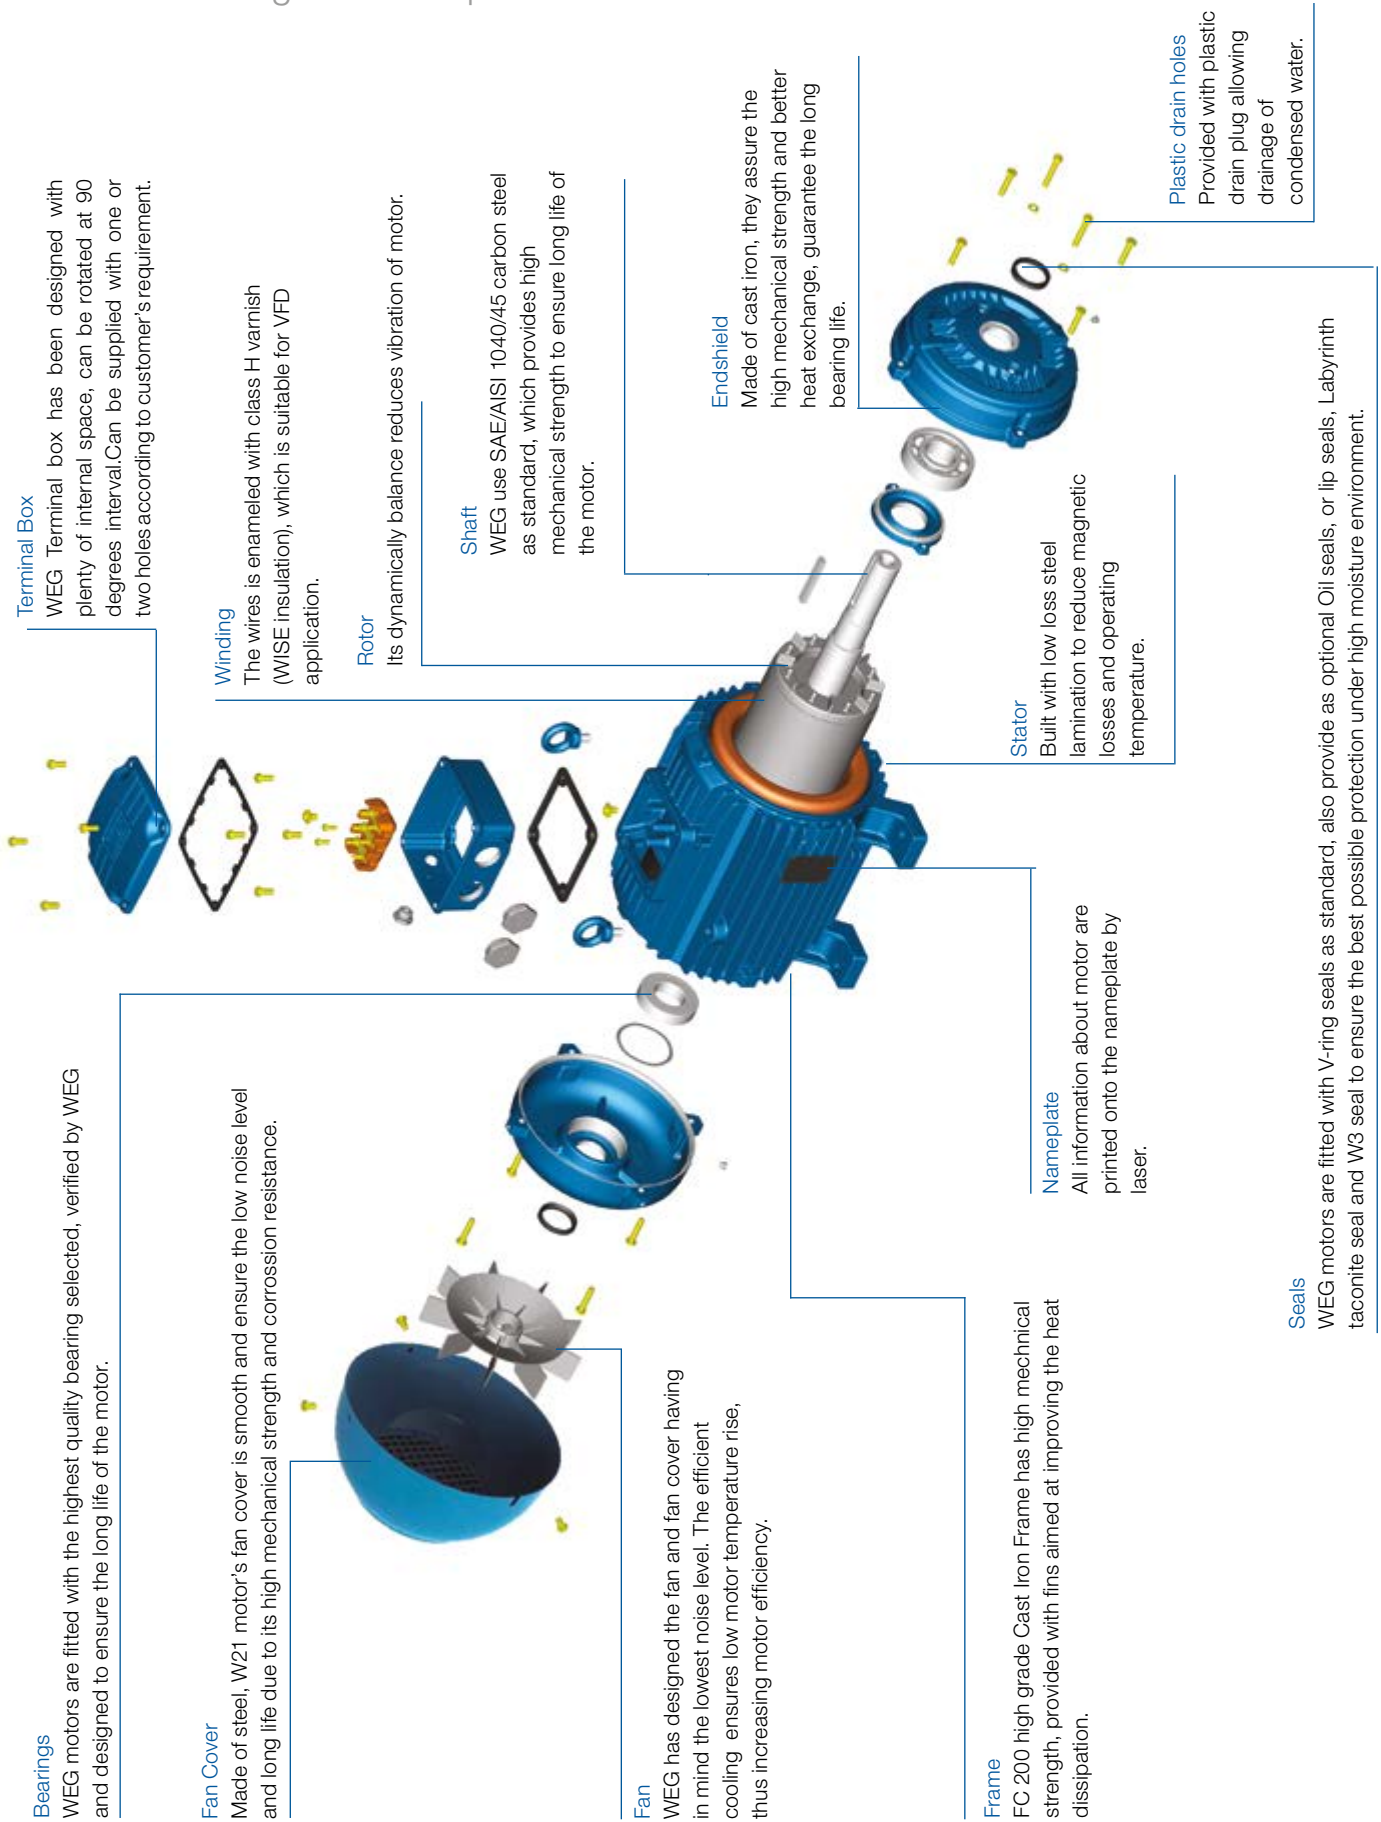 Bearings
WEG motors are fitted with the highest quality bearing selected, verified by WEG
and designed to ensure the long life of the motor.
Terminal Box
WEG Terminal box has been designed with
plenty of internal space, can be rotated at 90
degrees interval.Can be supplied with one or
two holes according to customer's requirement.
Fan Cover
Made of steel, W21 motor's fan cover is smooth and ensure the low noise level
and long life due to its high mechanical strength and corrossion resistance.
Winding
The wires is enameled with class H varnish
(WISE insulation), which is suitable for VFD
application.
Rotor
Its dynamically balance reduces vibration of motor.
Shaft
WEG use SAE/AISI 1040/45 carbon steel
as standard, which provides high
mechanical strength to ensure long life of
the motor.
Fan
WEG has designed the fan and fan cover having
in mind the lowest noise level. The efficient
cooling ensures low motor temperature rise,
thus increasing motor efficiency.
Endshield
Made of cast iron, they assure the
high mechanical strength and better
heat exchange, guarantee the long
bearing life.
Frame
FC 200 high grade Cast Iron Frame has high mechnical
strength, provided with fins aimed at improving the heat
dissipation.
Nameplate
All information about motor are
printed onto the nameplate by
laser.
Stator
Built with low loss steel
lamination to reduce magnetic
losses and operating
temperature.
Plastic drain holes
Provided with plastic
drain plug allowing
drainage of
condensed water.
Seals
WEG motors are fitted with V-ring seals as standard, also provide as optional Oil seals, or lip seals, Labyrinth
taconite seal and W3 seal to ensure the best possible protection under high moisture environment.